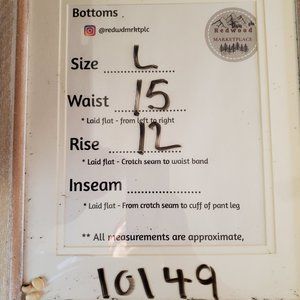 Bottoms
@redwdmrktplc
Redwood
MARKETPLACE
Size L
Waist 15
* Laid flat - from left to right
Rise 12
* Laid flat - Crotch seam to waist band
Inseam
* Laid flat - From crotch seam to cuff of pant leg
** All measurements are approximate,
10149